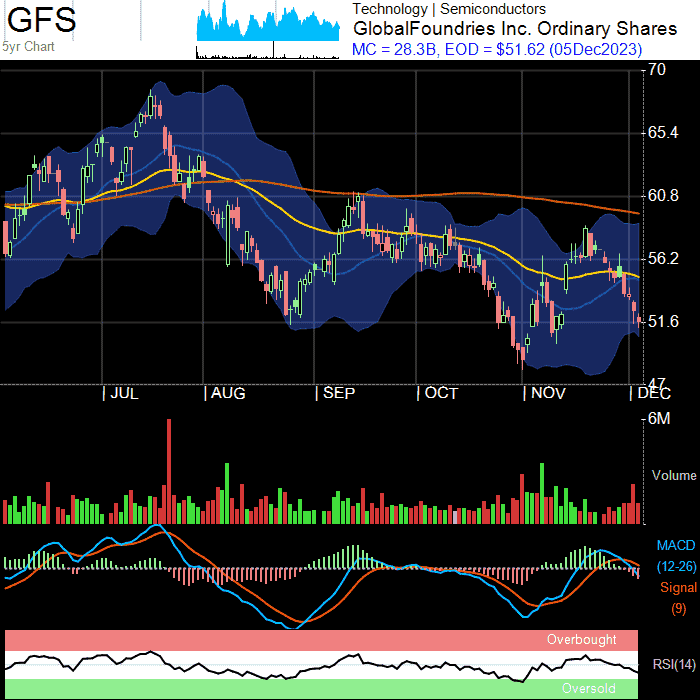 GFS
5yr Chart
Technology | Semiconductors
GlobalFoundries Inc. Ordinary Shares
MC = 28.3B, EOD = $51.62 (05Dec2023)
70
65.4
60.8
56.2
51.6
47
JUL
AUG
SEP
OCT
NOV
DEC
6M
Volume
MACD
(12-26)
Signal
(9)
Overbought
RSI(14)
Oversold